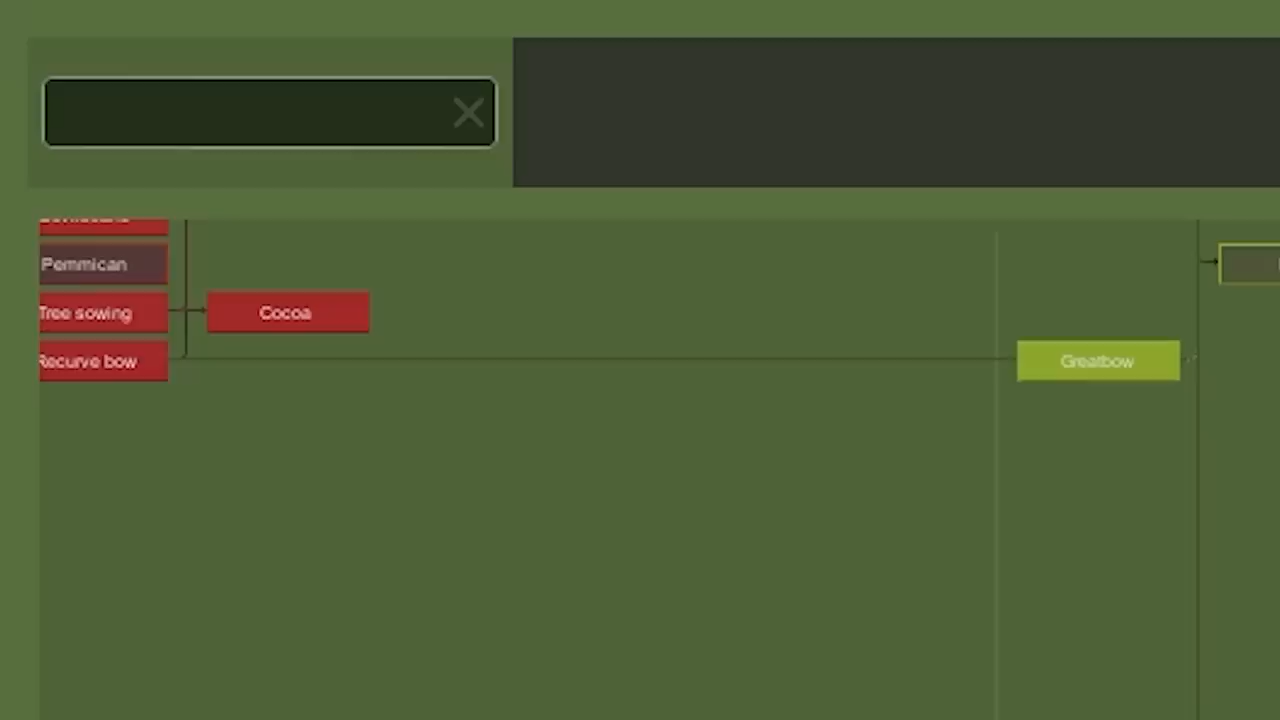 Pemmican
Tree sowing
Cocoa
Recurve bow
Greatbow